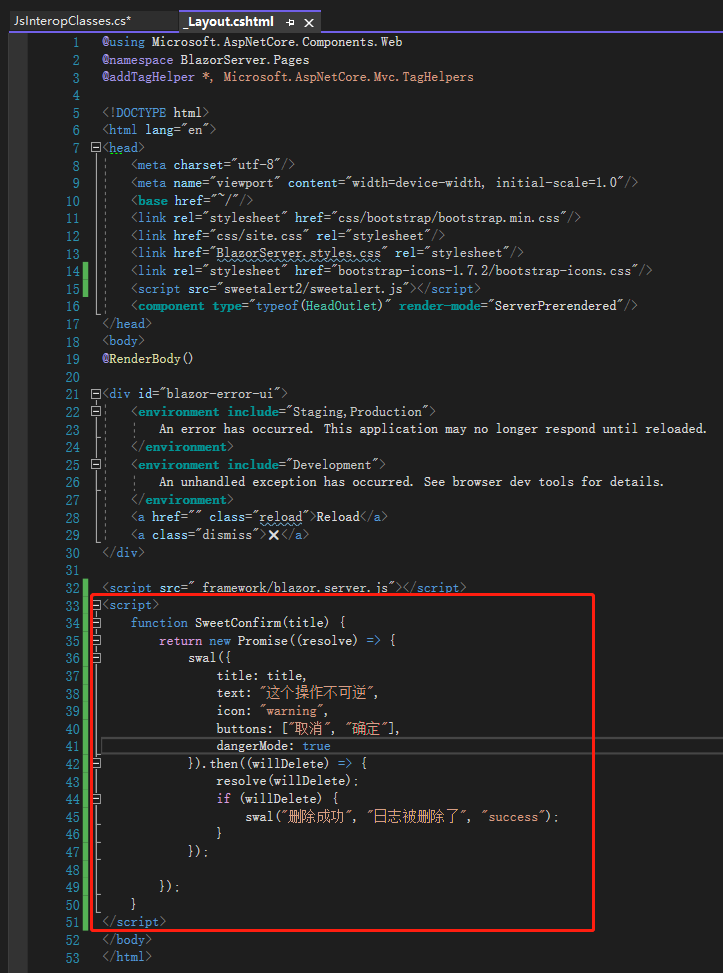 JsInteropClasses.cs*
_Layout.cshtml
1 @using Microsoft.AspNetCore.Components.Web
2 @namespace BlazorServer.Pages
3 @addTagHelper *, Microsoft.AspNetCore.Mvc.TagHelpers
4
5 <!DOCTYPE html>
6 <html lang="en">
7 <head>
8 <meta charset="utf-8"/>
9 <meta name="viewport" content="width=device-width, initial-scale=1.0"/>
10 <base href="~/"/>
11 <link rel="stylesheet" href="css/bootstrap/bootstrap.min.css"/>
12 <link href="css/site.css" rel="stylesheet"/>
13 <link href="BlazorServer.styles.css" rel="stylesheet"/>
14 <link rel="stylesheet" href="bootstrap-icons-1.7.2/bootstrap-icons.css"/>
15 <script src="sweetalert2/sweetalert.js"></script>
16 <component type="typeof(HeadOutlet)" render-mode="ServerPrerendered"/>
17 </head>
18 <body>
19 @RenderBody()
20
21 <div id="blazor-error-ui">
22 <environment include="Staging,Production">
23 An error has occurred. This application may no longer respond until reloaded.
24 </environment>
25 <environment include="Development">
26 An unhandled exception has occurred. See browser dev tools for details.
27 </environment>
28 <a href="" class="reload">Reload</a>
29 <a class="dismiss">🗙</a>
30 </div>
31
32 <script src="_framework/blazor.server.js"></script>
33 <script>
34 function SweetConfirm(title) {
35 return new Promise((resolve) => {
36 swal({
37 title: title,
38 text: "这个操作不可逆",
39 icon: "warning",
40 buttons: ["取消", "确定"],
41 dangerMode: true
42 }).then((willDelete) => {
43 resolve(willDelete);
44 if (willDelete) {
45 swal("删除成功", "日志被删除了", "success");
46 }
47 });
48
49 });
50 }
51 </script>
52 </body>
53 </html>